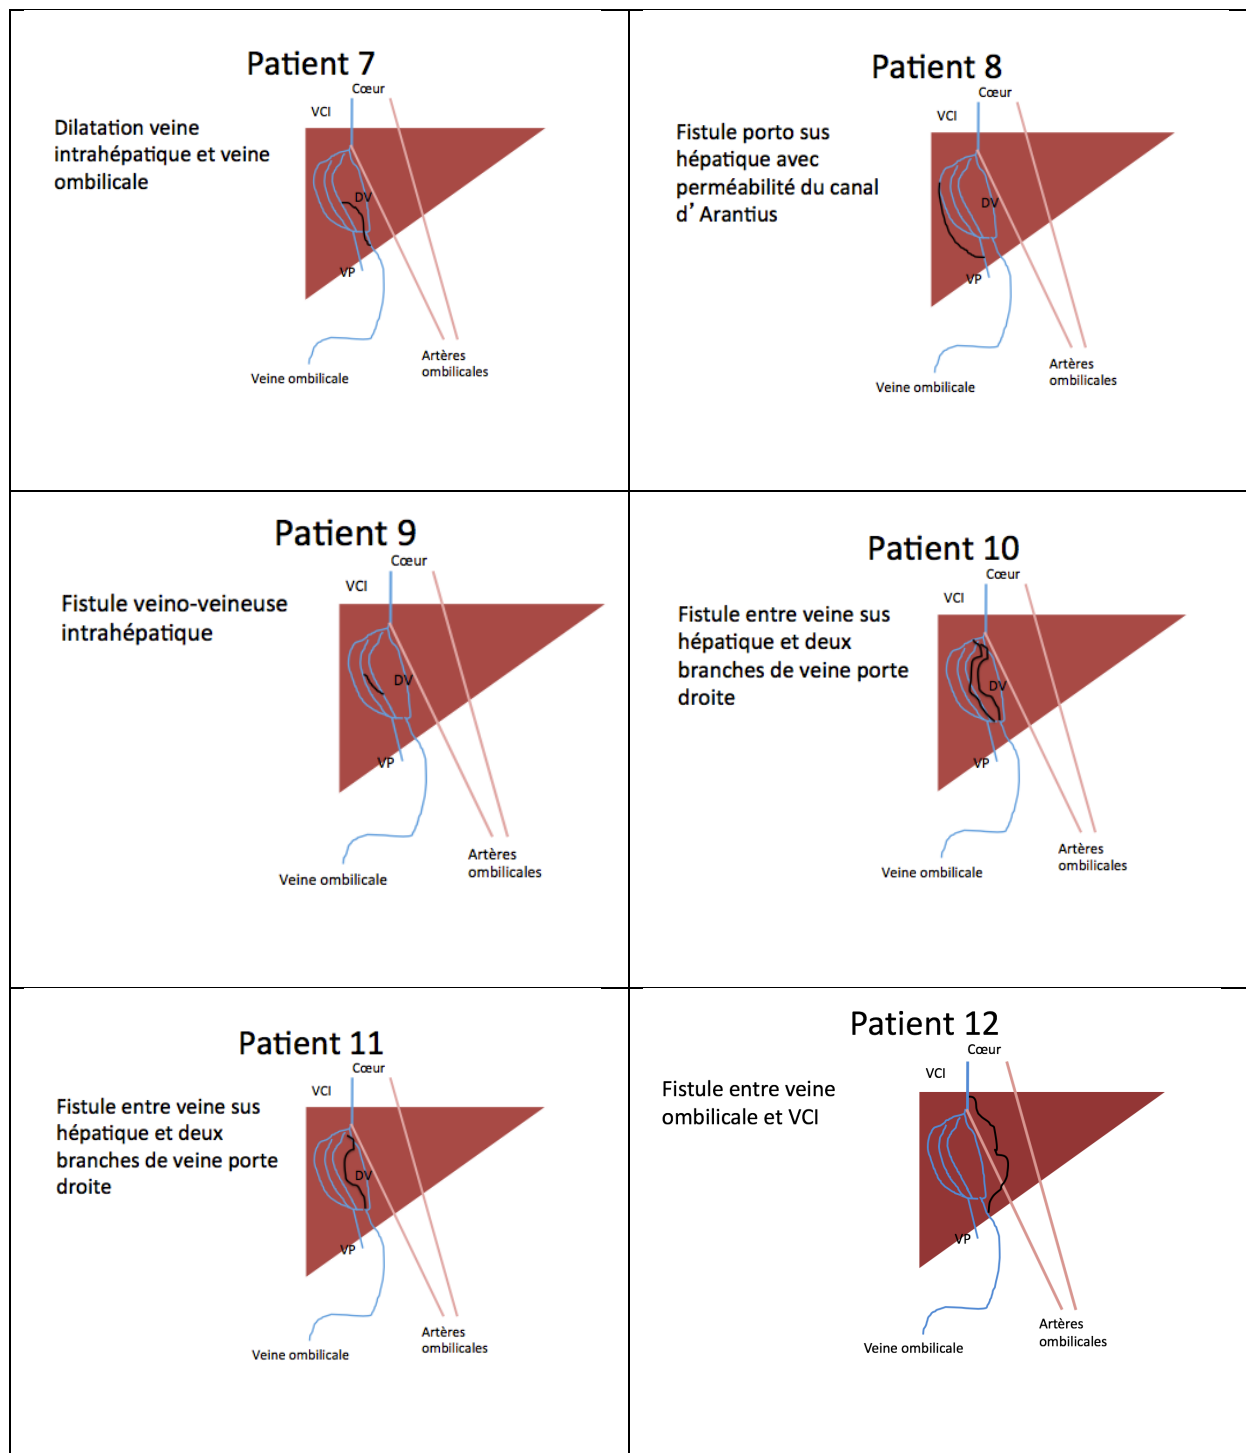 Patient 7
Cœur
VCI
Dilatation veine
intrahépatique et veine
ombilicale
DV
VP
Artères
ombilicales
Veine ombilicale
Patient 8
Cœur
VCI
Fistule porto sus
hépatique avec
perméabilité du canal
d’ Arantius
DV
VP
Artères
ombilicales
Veine ombilicale
Patient 9
Cœur
VCI
Fistule veino-veineuse
intrahépatique
DV
VP
Artères
ombilicales
Veine ombilicale
Patient 10
Cœur
VCI
Fistule entre veine sus
hépatique et deux
branches de veine porte
droite
DV
VP
Artères
ombilicales
Veine ombilicale
Patient 11
Cœur
VCI
Fistule entre veine sus
hépatique et deux
branches de veine porte
droite
DV
VP
Artères
ombilicales
Veine ombilicale
Patient 12
Cœur
VCI
Fistule entre veine
ombilicale et VCI
VP
Artères
ombilicales
Veine ombilicale